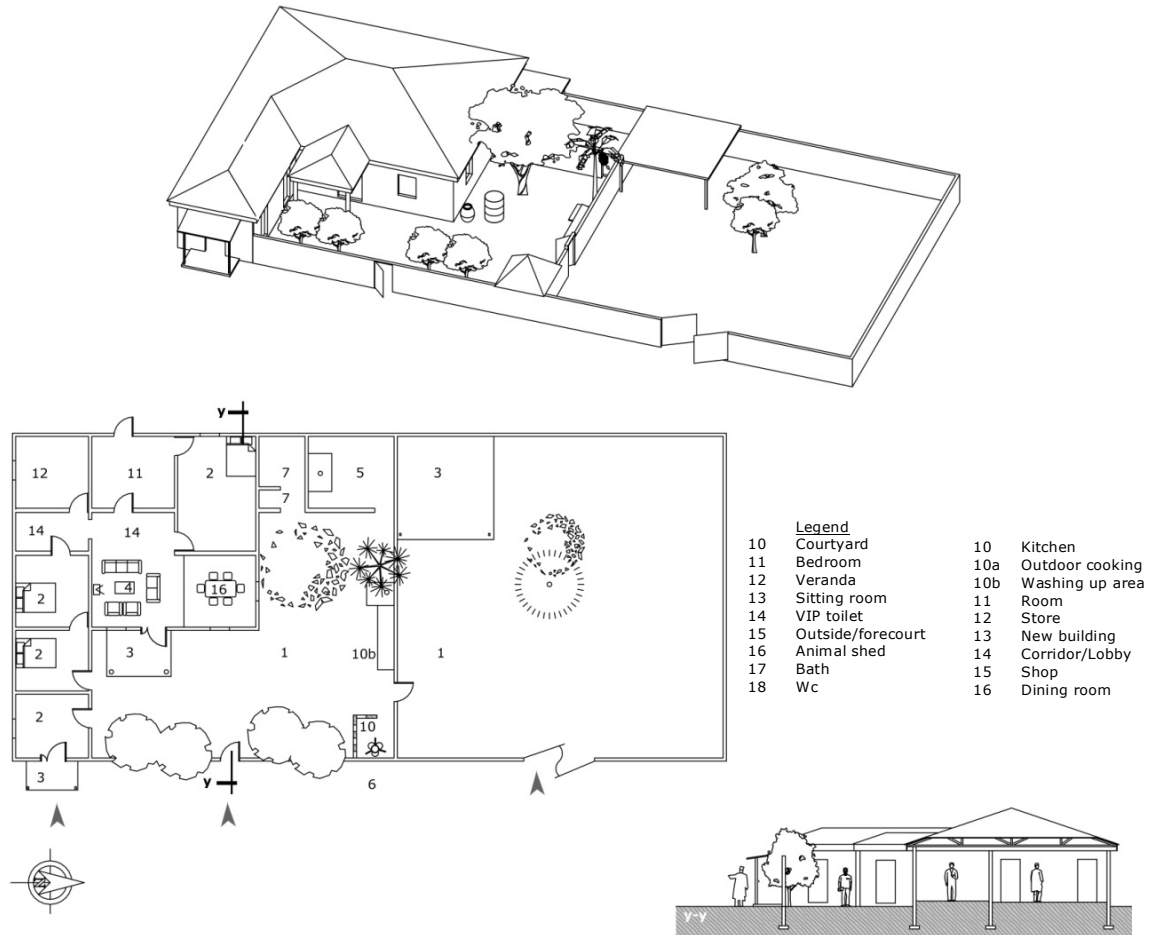 y
12
11
2
7
5
3
7
14
14
2
4
16
2
3
1
10b
1
2
10
3
y
6
N
Legend
10 Courtyard
11 Bedroom
12 Veranda
13 Sitting room
14 VIP toilet
15 Outside/forecourt
16 Animal shed
17 Bath
18 Wc
10 Kitchen
10a Outdoor cooking
10b Washing up area
11 Room
12 Store
13 New building
14 Corridor/Lobby
15 Shop
16 Dining room
y-y